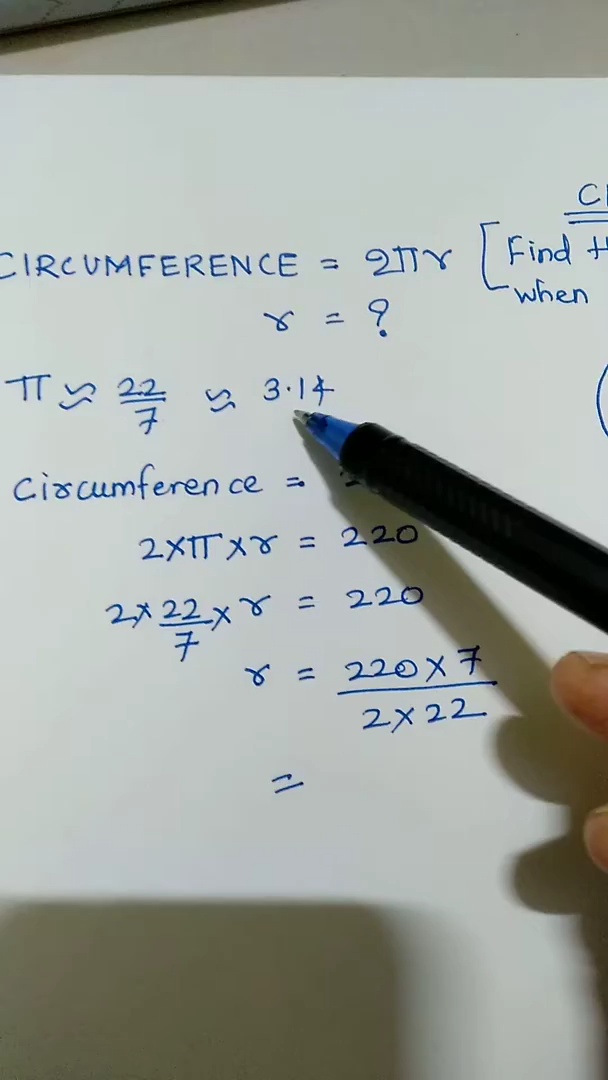 CIRCUMFERENCE = 2πr [Find
when
r = ?
π ≈ 22/7 ≈ 3.14
Circumference =
2×π×r = 220
2×22/7×r = 220
r = 220×7/2×22
=